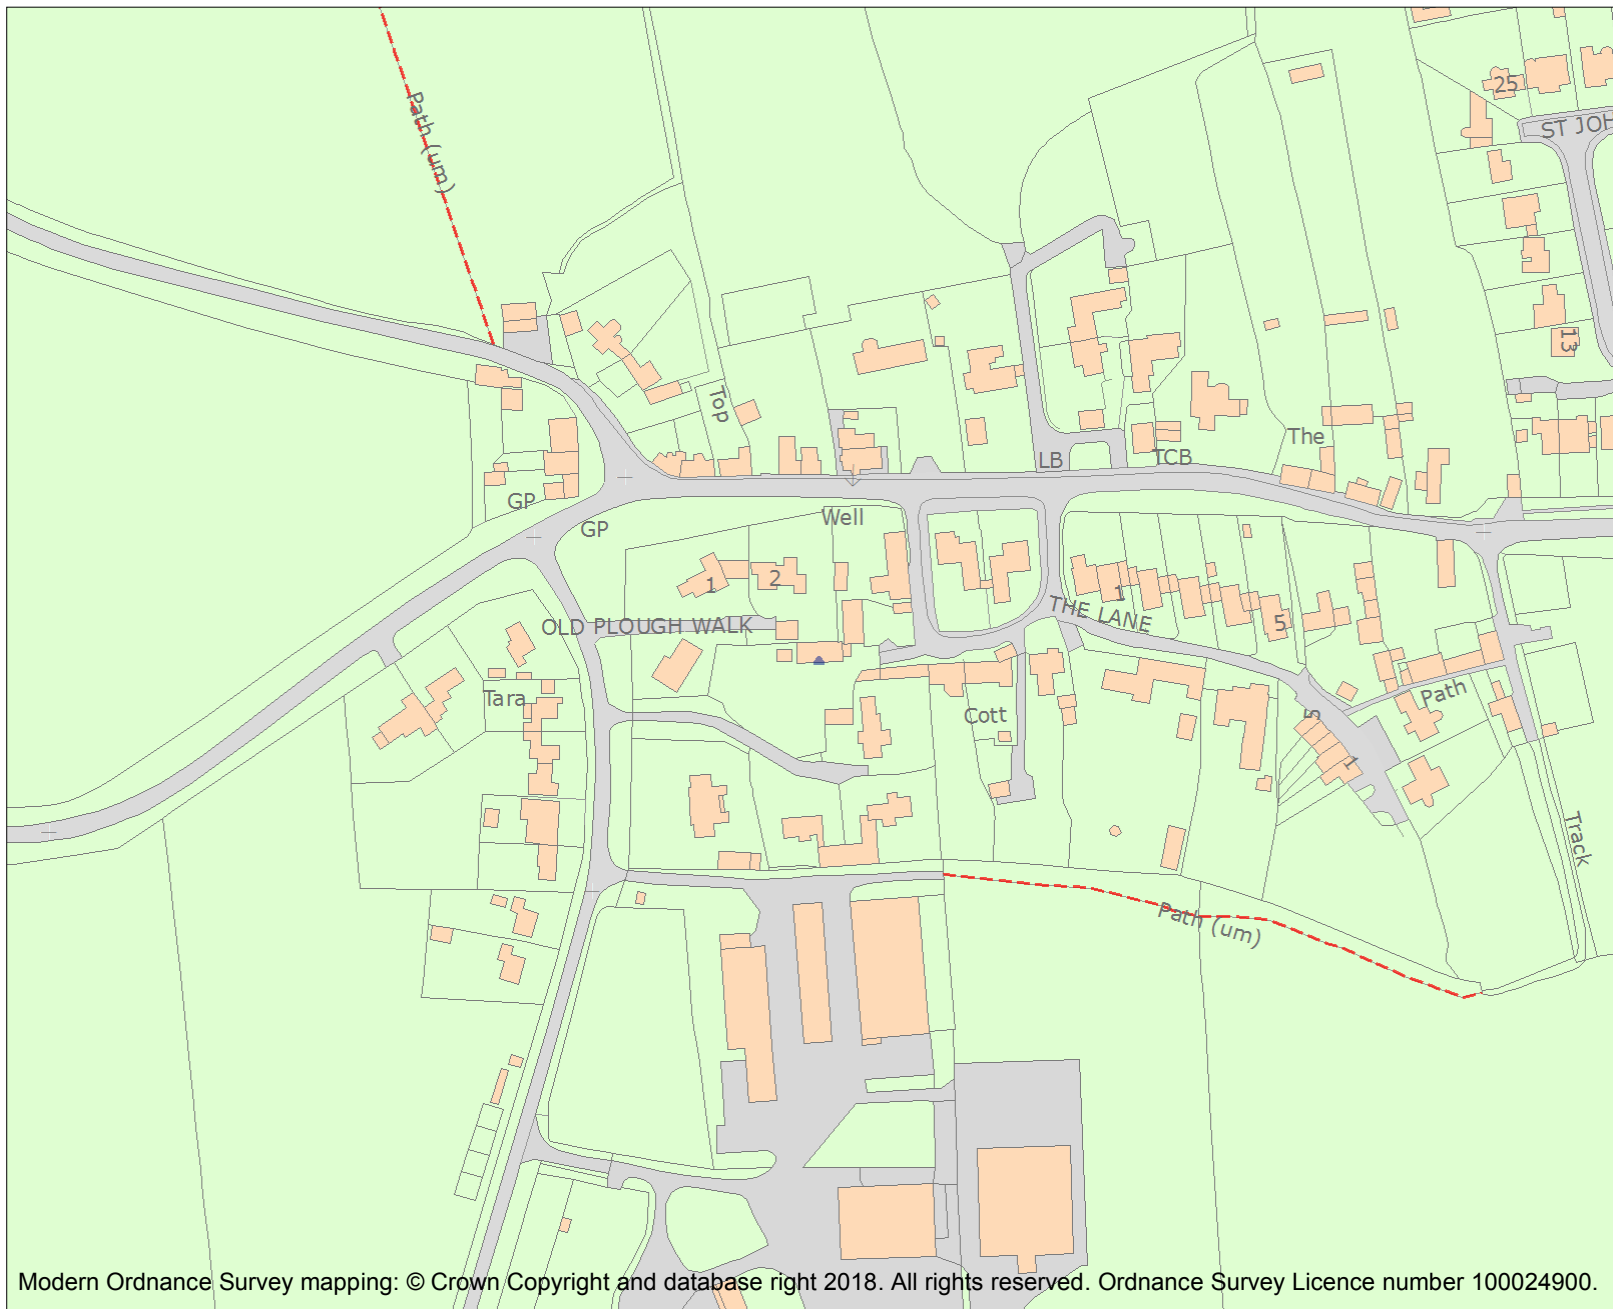 Path (um)
25
ST JOH
13
Top
The
LB
TCB
GP
GP
Well
1
2
OLD PLOUGH WALK
THE LANE
1
5
Tara
Cott
Path
5
1
Track
Path (um)
Modern Ordnance Survey mapping: © Crown Copyright and database right 2018. All rights reserved. Ordnance Survey Licence number 100024900.